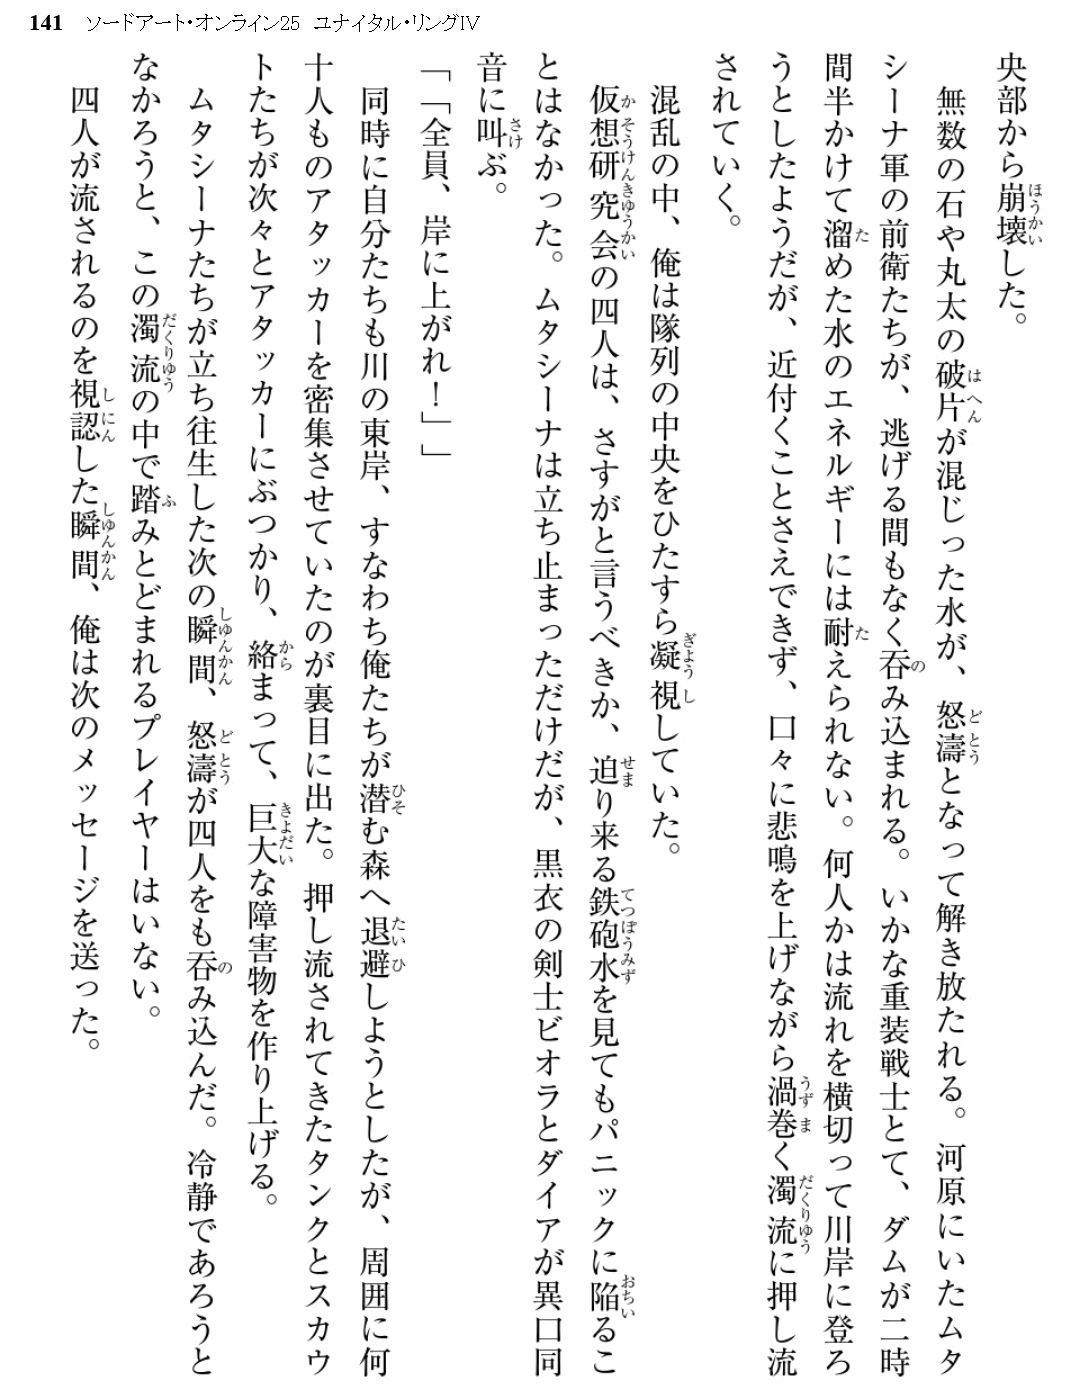 141 ソードアート・オンライン25 ユナイタル・リングIV
央部から崩壊した。
無数の石や丸太の破片が混じった水が、怒濤となって解き放たれる。河原にいたムタ
シーナ軍の前衛たちが、逃げる間もなく呑み込まれる。いかな重装戦士とて、ダムが二時
間半かけて溜めた水のエネルギーには耐えられない。何人かは流れを横切って川岸に登ろ
うとしたようだが、近付くことさえできず、口々に悲鳴を上げながら渦巻く濁流に押し流
されていく。
混乱の中、俺は隊列の中央をひたすら凝視していた。
仮想研究会の四人は、さすがと言うべきか、迫り来る鉄砲水を見てもパニックに陥るこ
とはなかった。ムタシーナは立ち止まっただけだが、黒衣の剣士ビオラとダイアが異口同
音に叫ぶ。
「「全員、岸に上がれ！」」
同時に自分たちも川の東岸、すなわち俺たちが潜む森へ退避しようとしたが、周囲に何
十人ものアタッカーを密集させていたのが裏目に出た。押し流されてきたタンクとスカウ
トたちが次々とアタッカーにぶつかり、絡まって、巨大な障害物を作り上げる。
ムタシーナたちが立ち往生した次の瞬間、怒濤が四人をも呑み込んだ。冷静であろうと
なかろうと、この濁流の中で踏みとどまれるプレイヤーはいない。
四人が流されるのを視認した瞬間、俺は次のメッセージを送った。